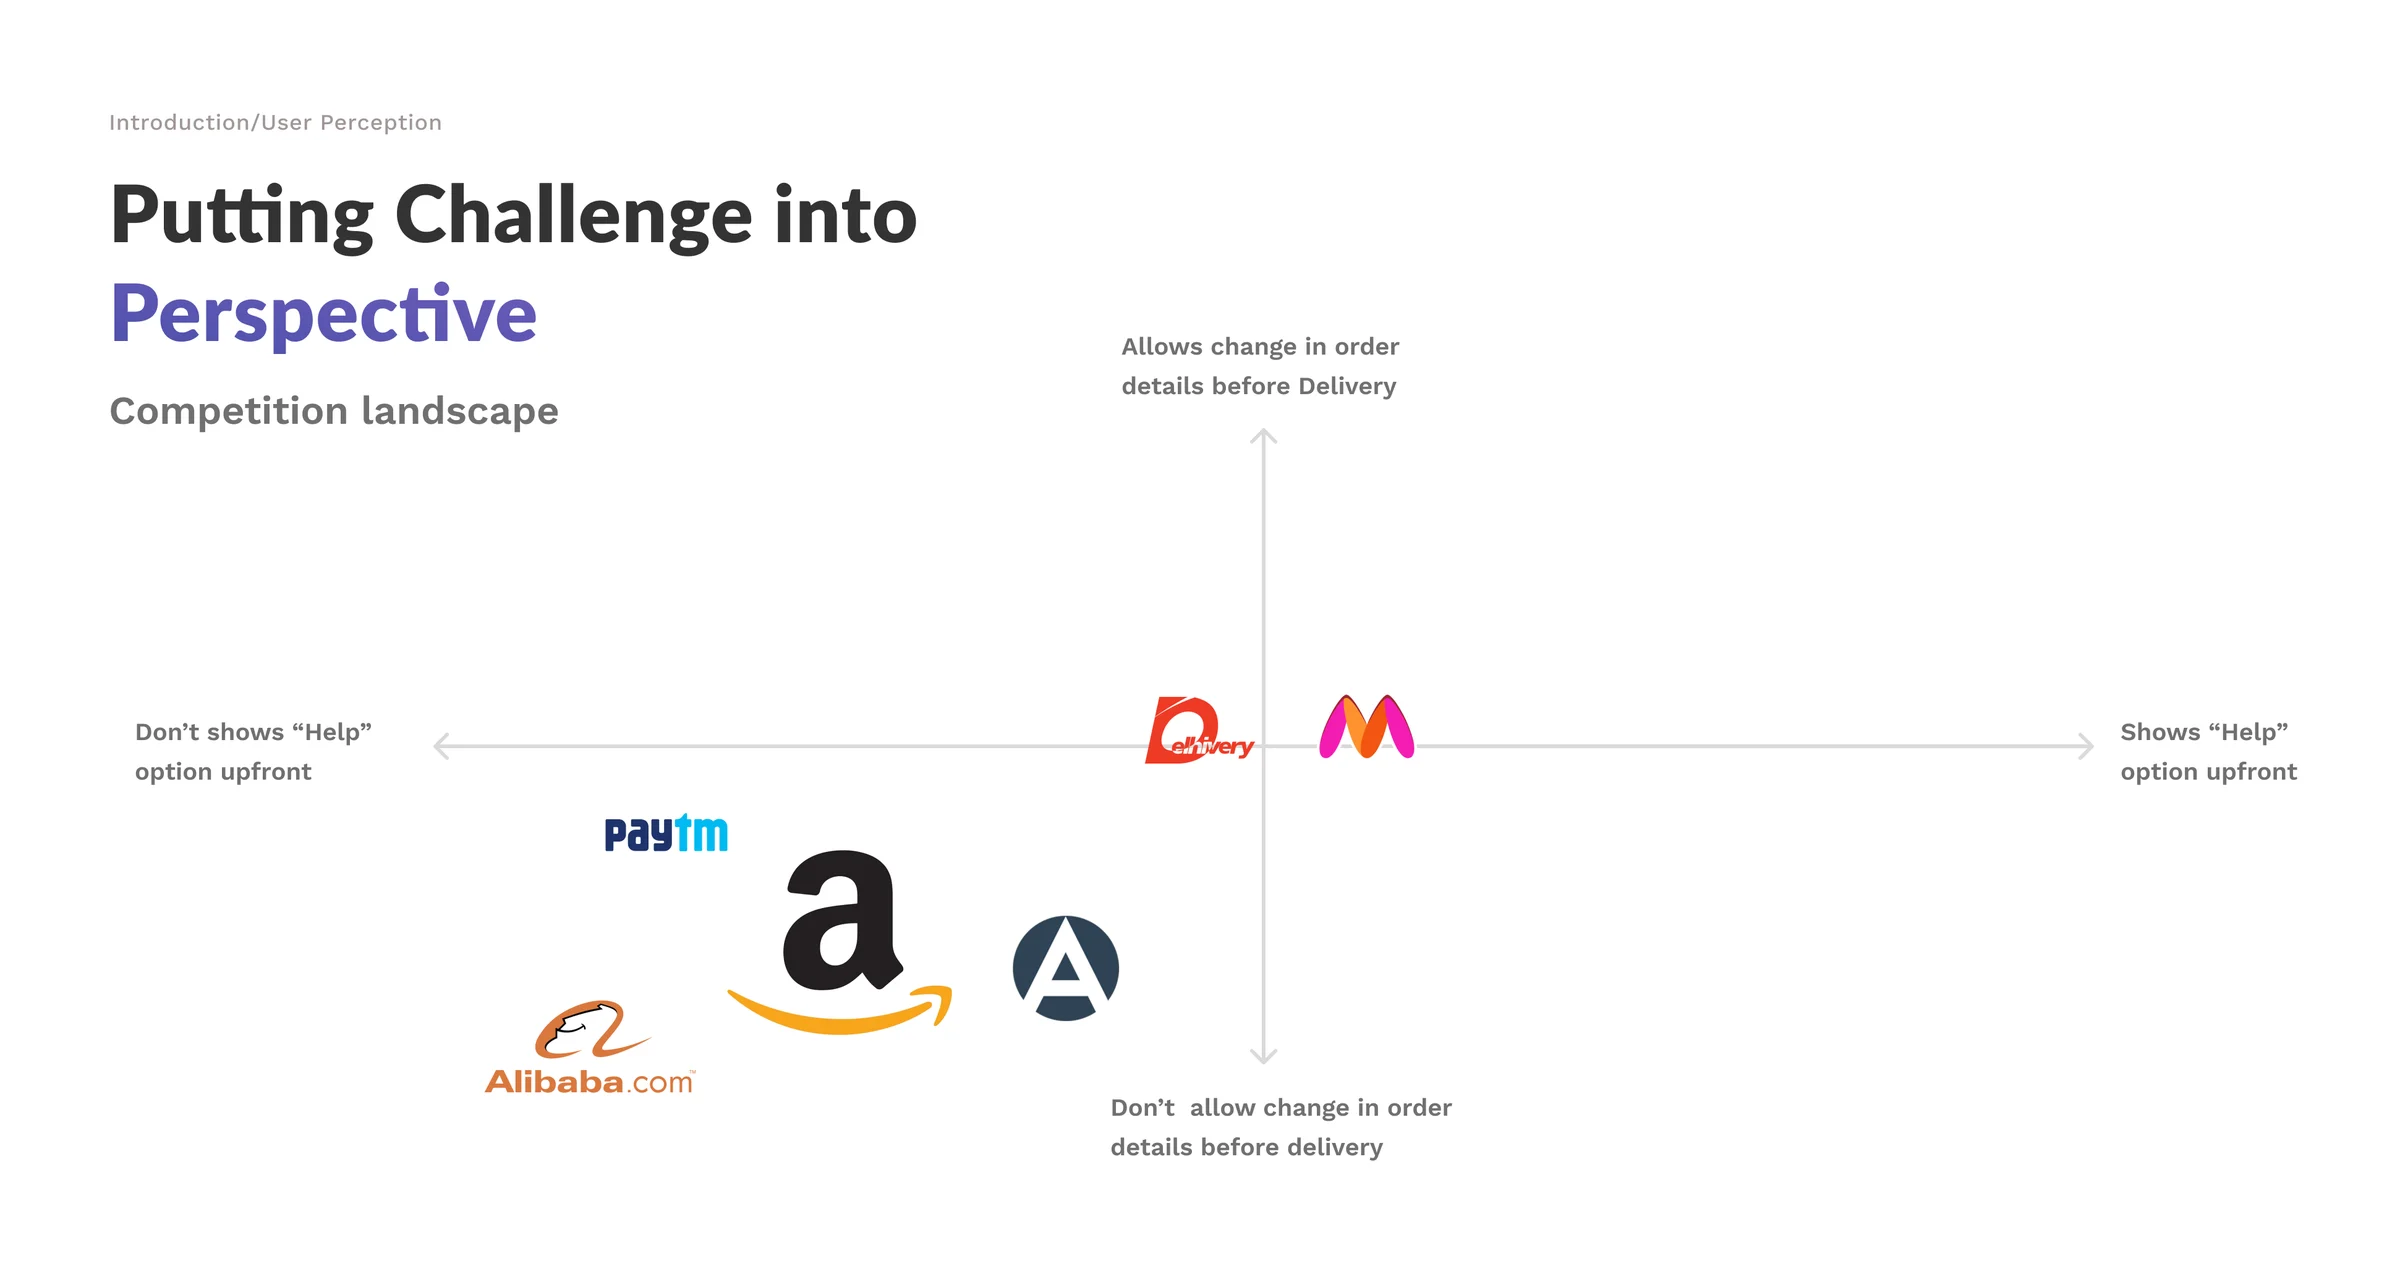 Introduction/User Perception
Putting Challenge into
Perspective
Competition landscape
Allows change in order
details before Delivery
Don’t shows “Help”
option upfront
Delhivery
Shows “Help”
option upfront
paytm
a
A
Alibaba.com™
Don’t  allow change in order
details before delivery